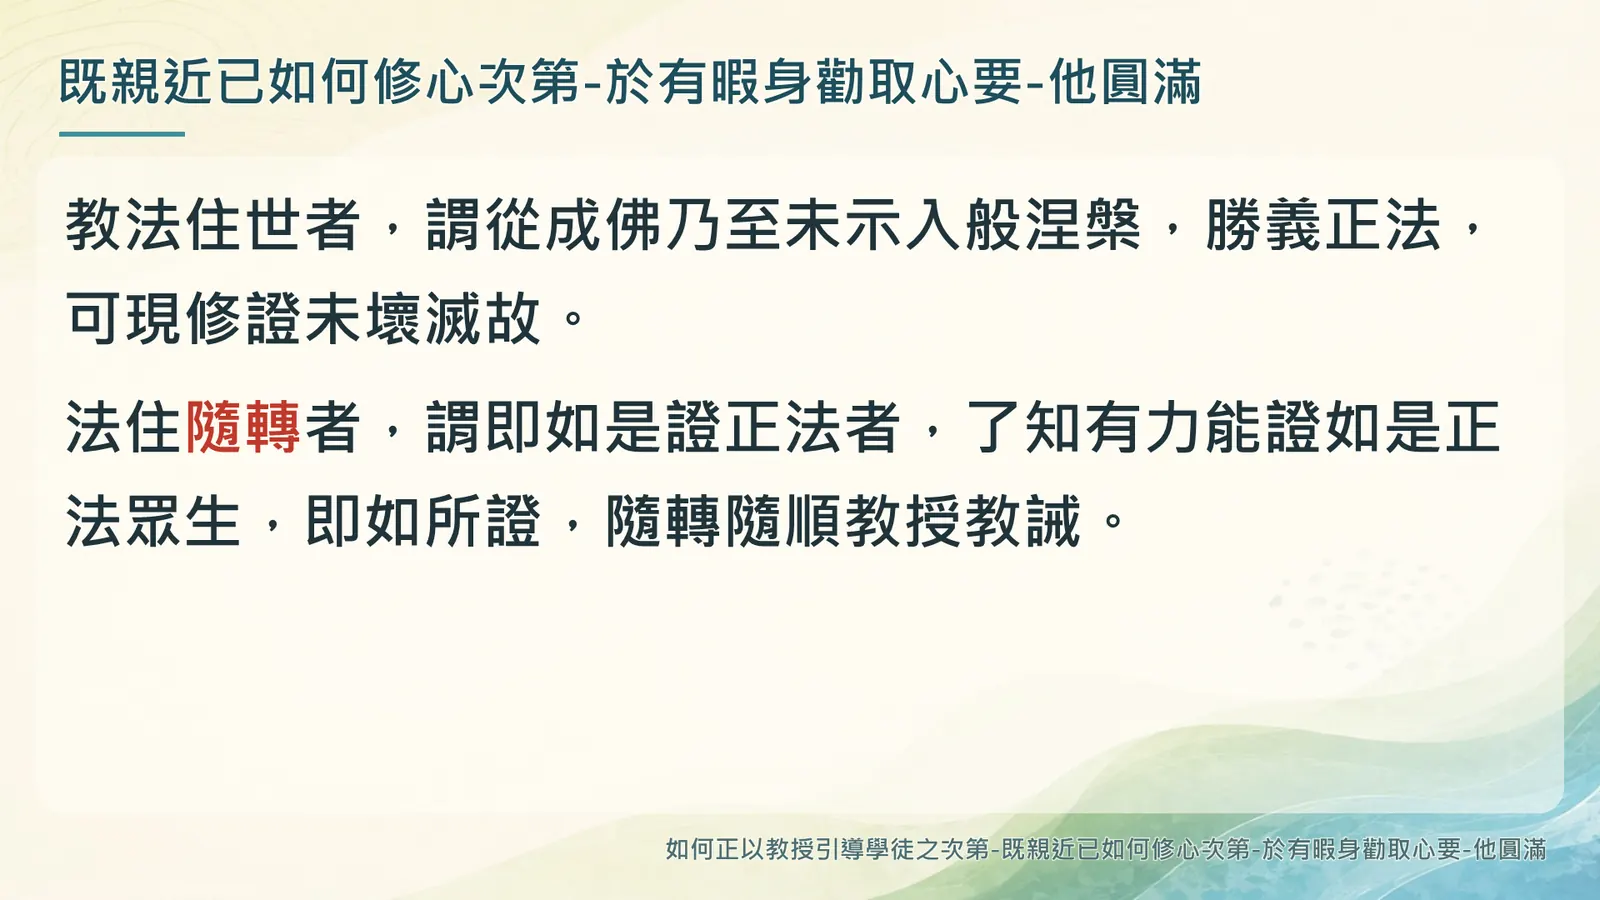 既親近已如何修心次第-於有暇身勸取心要-他圓滿
教法住世者，謂從成佛乃至未示入般涅槃，勝義正法，
可現修證未壞滅故。
法住隨轉者，謂即如是證正法者，了知有力能證如是正
法眾生，即如所證，隨轉隨順教授教誡。
如何正以教授引導學徒之次第-既親近已如何修心次第-於有暇身勸取心要-他圓滿